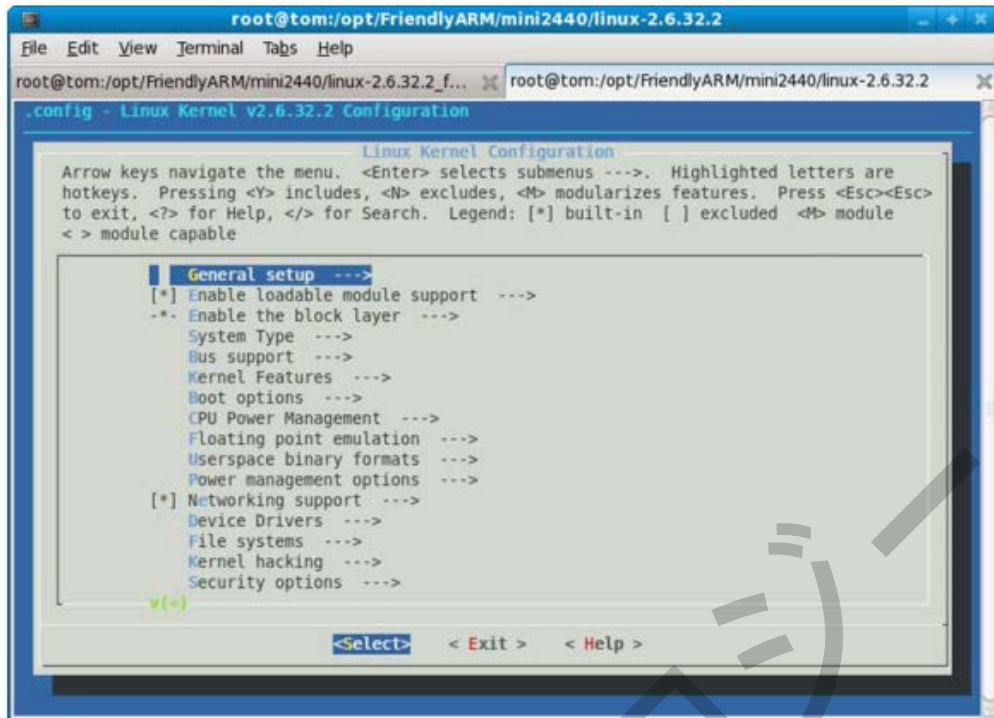 root@tom:/opt/FriendlyARM/mini2440/linux-2.6.32.2
File Edit View Terminal Tabs Help
root@tom:/opt/FriendlyARM/mini2440/linux-2.6.32.2_f... root@tom:/opt/FriendlyARM/mini2440/linux-2.6.32.2
.config - Linux Kernel v2.6.32.2 Configuration
Linux Kernel Configuration
Arrow keys navigate the menu. <Enter> selects submenus --->. Highlighted letters are
hotkeys. Pressing <Y> includes, <N> excludes, <M> modularizes features. Press <Esc><Esc>
to exit, <?> for Help, </> for Search. Legend: [*] built-in [ ] excluded <M> module
< > module capable
General setup --->
[*] Enable loadable module support --->
-*- Enable the block layer --->
System Type --->
Bus support --->
Kernel Features --->
Boot options --->
CPU Power Management --->
Floating point emulation --->
Userspace binary formats --->
Power management options --->
[*] Networking support --->
Device Drivers --->
File systems --->
Kernel hacking --->
Security options --->
v(+)
<Select> < Exit > < Help >